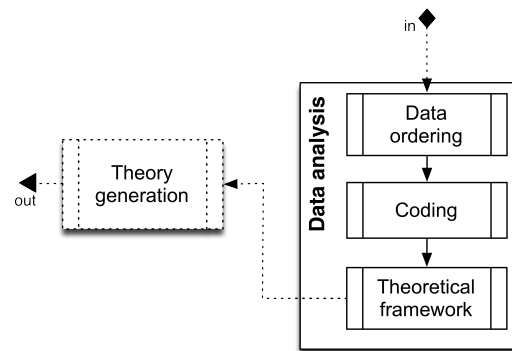 in
Data analysis
Data
ordering
Coding
Theoretical
framework
Theory
generation
out